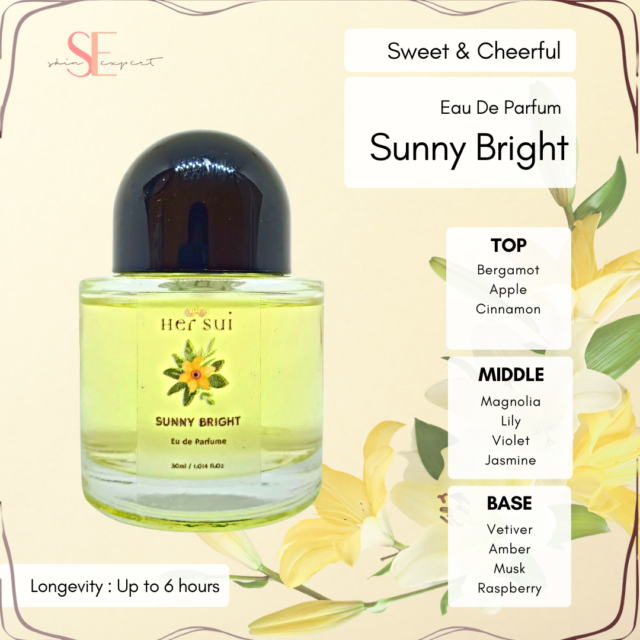 SE
skin expert
Sweet & Cheerful
Eau De Parfum
Sunny Bright
TOP
Bergamot
Apple
Cinnamon
Her Sui
SUNNY BRIGHT
Eu de Parfume
30ml / 1.014 fl.oz
MIDDLE
Magnolia
Lily
Violet
Jasmine
BASE
Vetiver
Amber
Musk
Raspberry
Longevity : Up to 6 hours